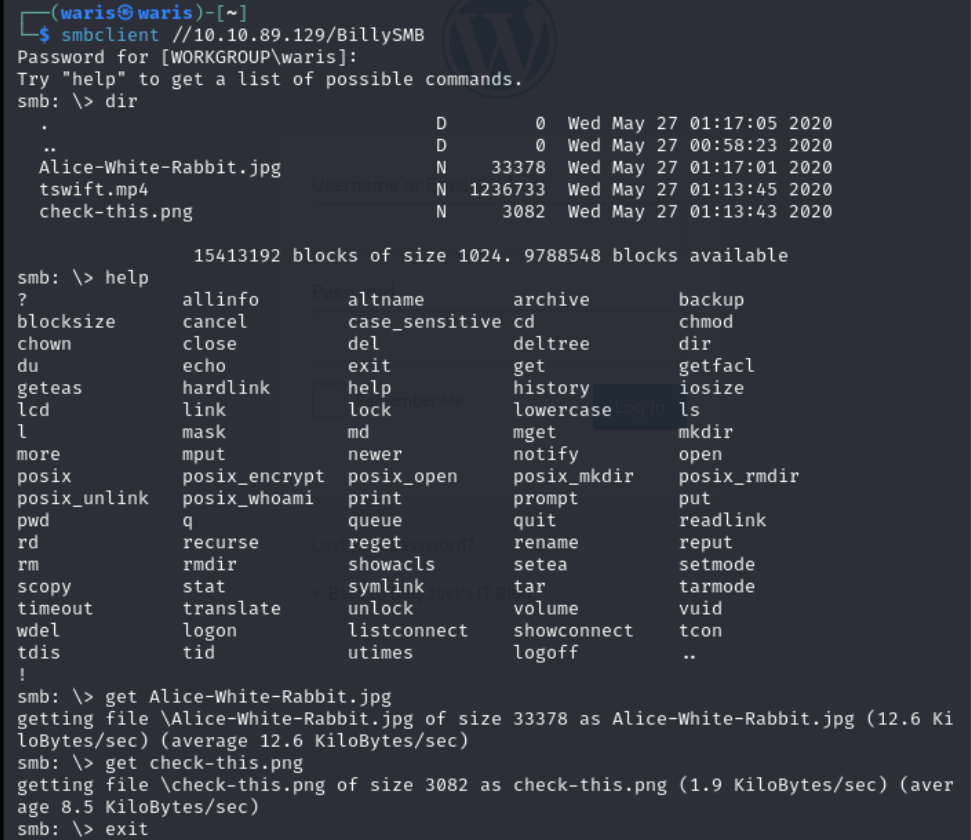 (waris㉿waris)-[~]
$ smbclient //10.10.89.129/BillySMB
Password for [WORKGROUP\waris]:
Try "help" to get a list of possible commands.
smb: \> dir
. D 0 Wed May 27 01:17:05 2020
.. D 0 Wed May 27 00:58:23 2020
Alice-White-Rabbit.jpg N 33378 Wed May 27 01:17:01 2020
tswift.mp4 N 1236733 Wed May 27 01:13:45 2020
check-this.png N 3082 Wed May 27 01:13:43 2020
15413192 blocks of size 1024. 9788548 blocks available
smb: \> help
? allinfo altname archive backup
blocksize cancel case_sensitive cd chmod
chown close del deltree dir
du echo exit get getfacl
geteas hardlink help history iosize
lcd link lock lowercase ls
l mask md mget mkdir
more mput newer notify open
posix posix_encrypt posix_open posix_mkdir posix_rmdir
posix_unlink posix_whoami print prompt put
pwd q queue quit readlink
rd recurse reget rename reput
rm rmdir showacls setea setmode
scopy stat symlink tar tarmode
timeout translate unlock volume vuid
wdel logon listconnect showconnect tcon
tdis tid utimes logoff ..
!
smb: \> get Alice-White-Rabbit.jpg
getting file \Alice-White-Rabbit.jpg of size 33378 as Alice-White-Rabbit.jpg (12.6 Ki
loBytes/sec) (average 12.6 KiloBytes/sec)
smb: \> get check-this.png
getting file \check-this.png of size 3082 as check-this.png (1.9 KiloBytes/sec) (aver
age 8.5 KiloBytes/sec)
smb: \> exit